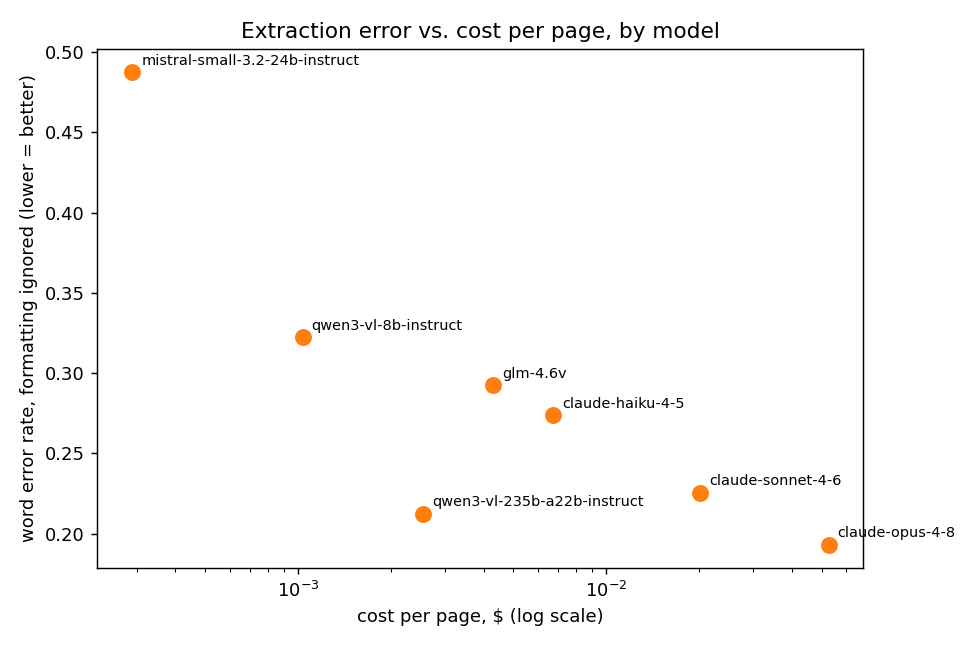 Extraction error vs. cost per page, by model
word error rate, formatting ignored (lower = better)
0.50
0.45
0.40
0.35
0.30
0.25
0.20
mistral-small-3.2-24b-instruct
qwen3-vl-8b-instruct
glm-4.6v
claude-haiku-4-5
claude-sonnet-4-6
qwen3-vl-235b-a22b-instruct
claude-opus-4-8
10⁻³
10⁻²
cost per page, $ (log scale)